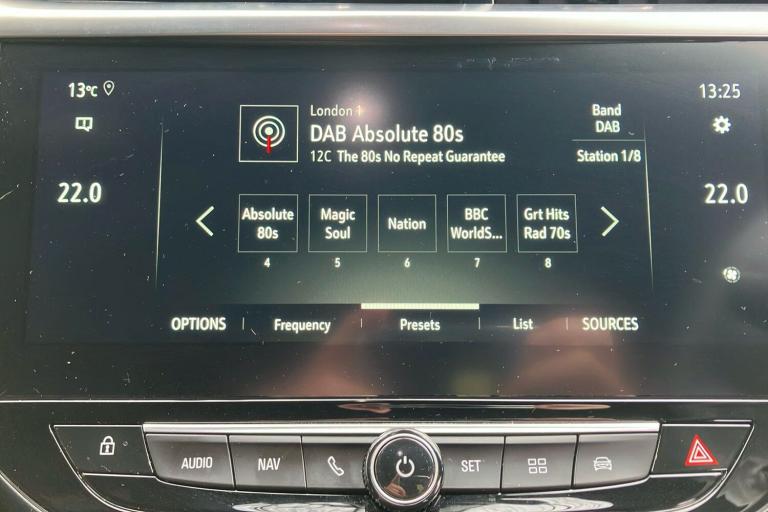 13°C
13:25
London 1
DAB Absolute 80s
12C The 80s No Repeat Guarantee
Band
DAB
Station 1/8
22.0
22.0
Absolute
80s
4
Magic
Soul
5
Nation
6
BBC
WorldS...
7
Grt Hits
Rad 70s
8
OPTIONS
Frequency
Presets
List
SOURCES
AUDIO
NAV
SET